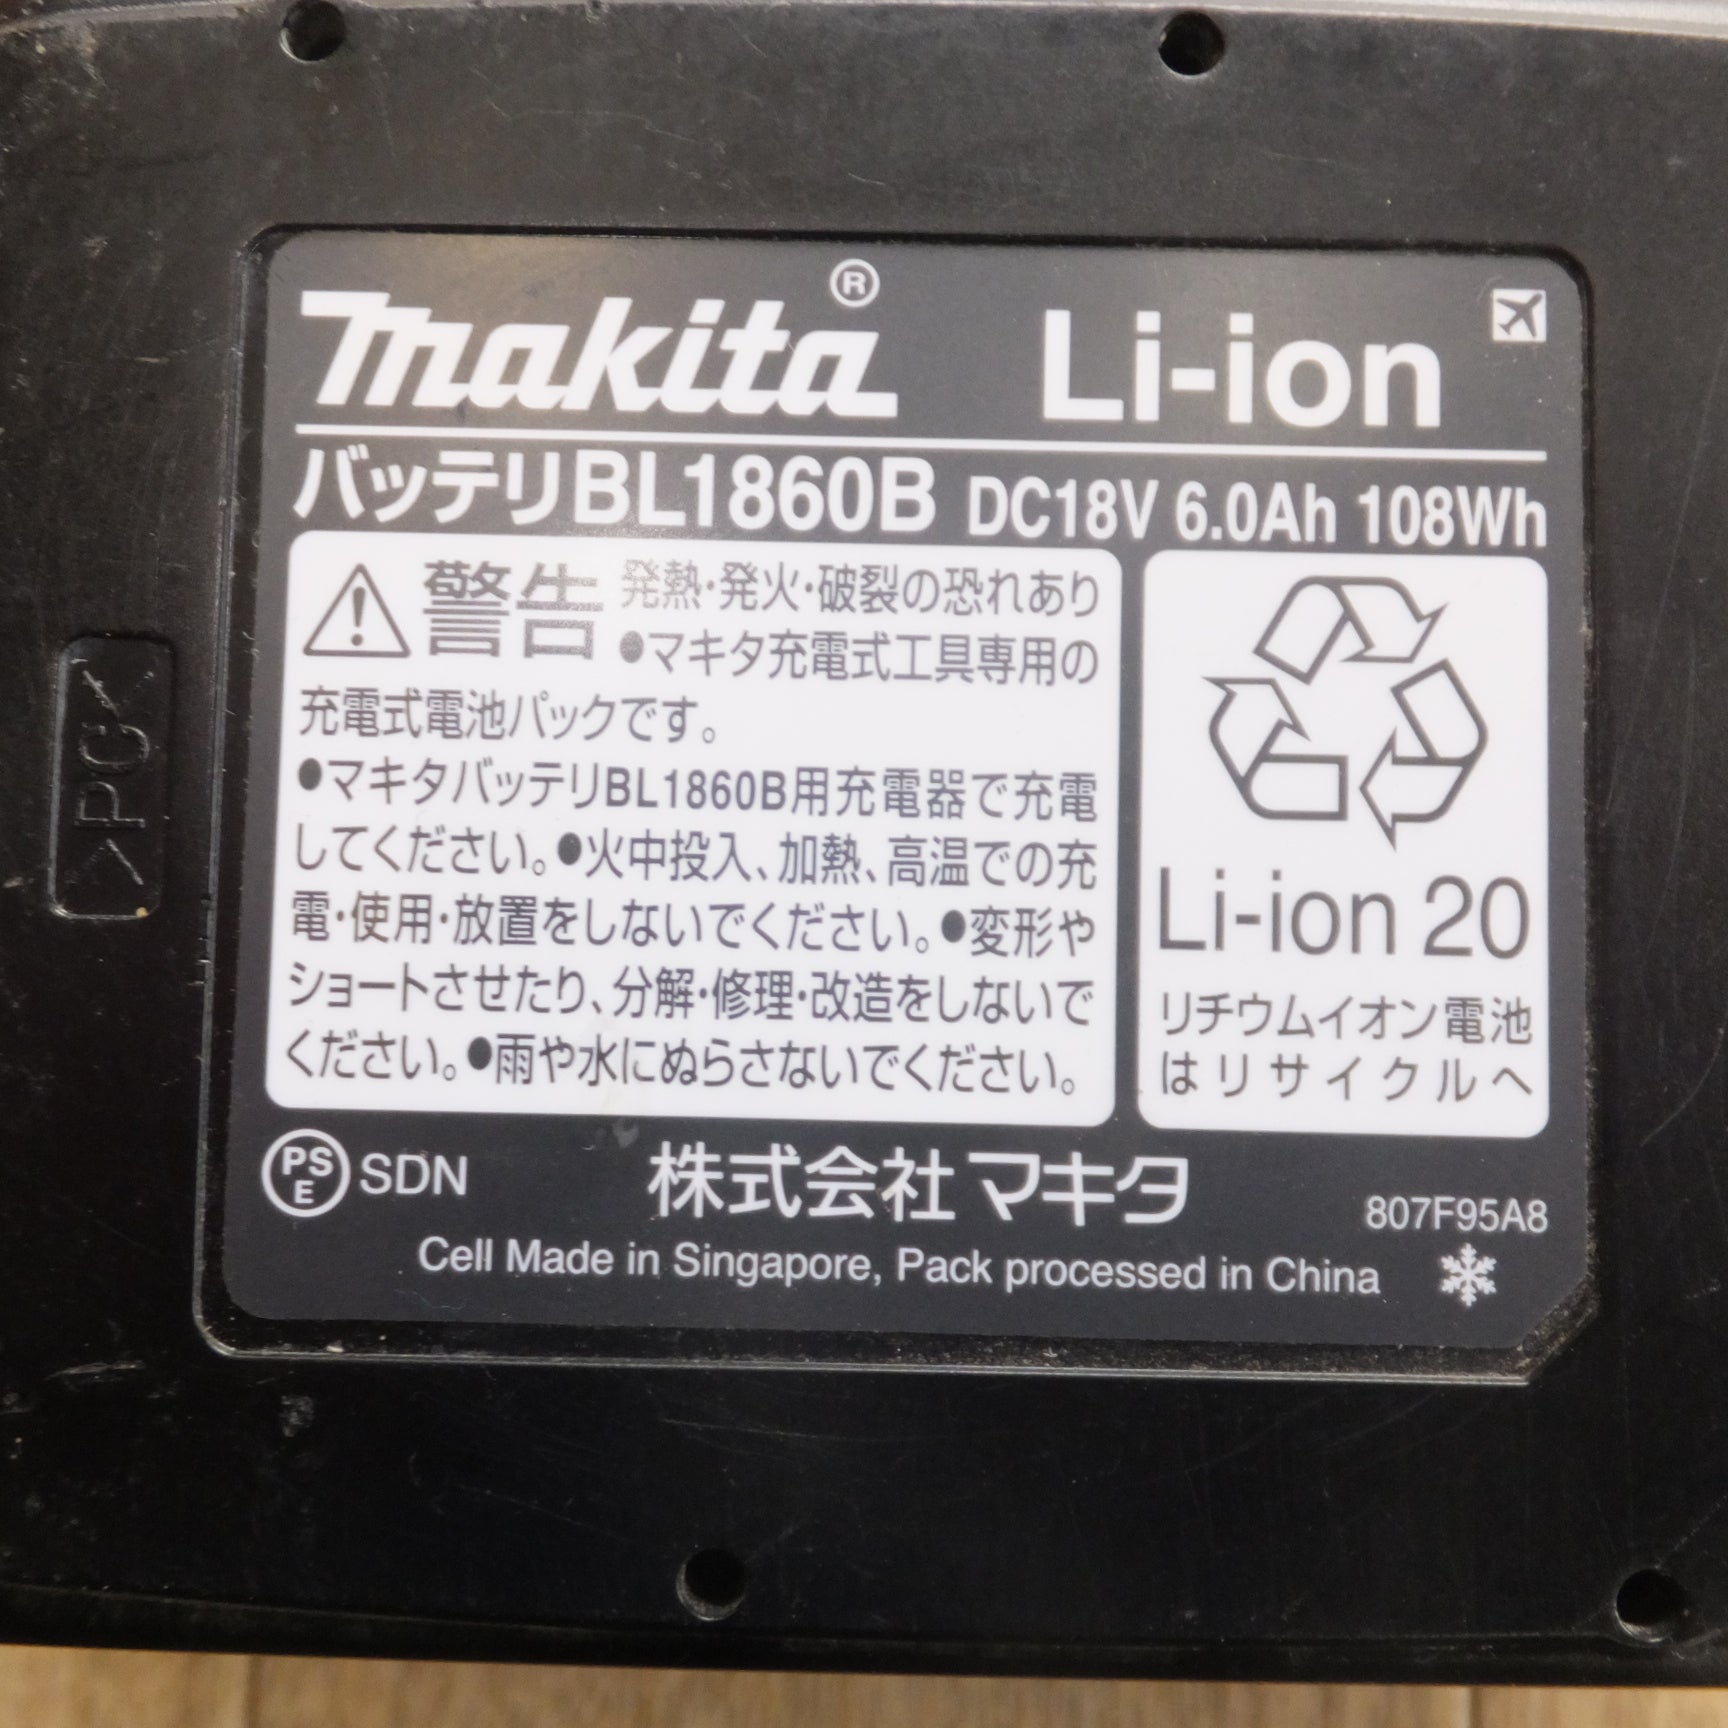 makita® Li-ion
バッテリBL1860B DC18V 6.0Ah 108Wh
警告 発熱・発火・破裂の恐れあり
●マキタ充電式工具専用の
充電式電池パックです。
●マキタバッテリBL1860B用充電器で充電
してください。●火中投入、加熱、高温での充
電・使用・放置をしないでください。●変形や
ショートさせたり、分解・修理・改造をしないで
ください。●雨や水にぬらさないでください。
Li-ion 20
リチウムイオン電池
はリサイクルへ
PSE SDN 株式会社マキタ 807F95A8
Cell Made in Singapore, Pack processed in China
>PC<